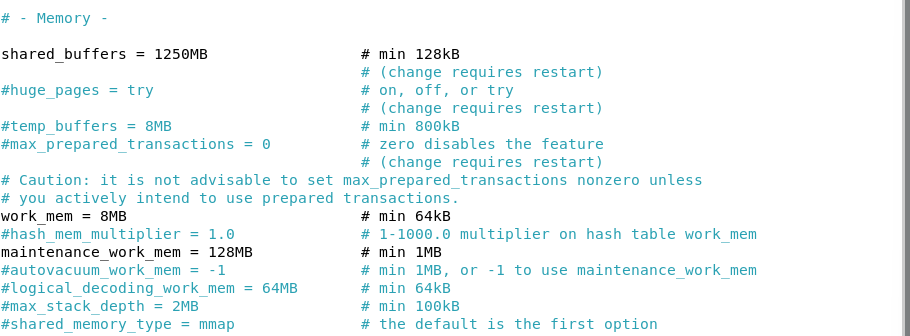 # - Memory -
shared_buffers = 1250MB # min 128kB
# (change requires restart)
#huge_pages = try # on, off, or try
# (change requires restart)
#temp_buffers = 8MB # min 800kB
#max_prepared_transactions = 0 # zero disables the feature
# (change requires restart)
# Caution: it is not advisable to set max_prepared_transactions nonzero unless
# you actively intend to use prepared transactions.
work_mem = 8MB # min 64kB
#hash_mem_multiplier = 1.0 # 1-1000.0 multiplier on hash table work_mem
maintenance_work_mem = 128MB # min 1MB
#autovacuum_work_mem = -1 # min 1MB, or -1 to use maintenance_work_mem
#logical_decoding_work_mem = 64MB # min 64kB
#max_stack_depth = 2MB # min 100kB
#shared_memory_type = mmap # the default is the first option